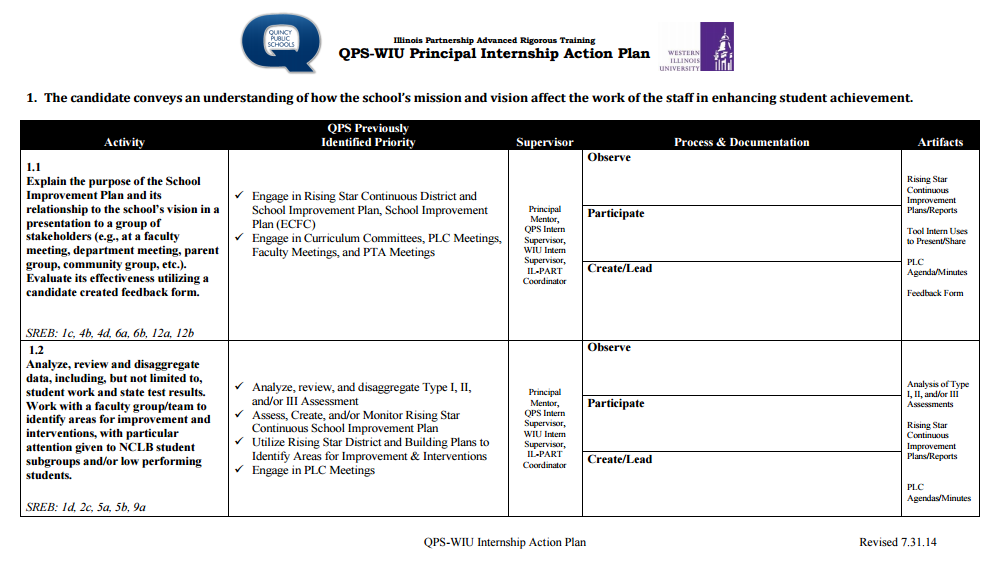 QUINCY
PUBLIC
SCHOOLS
Illinois Partnership Advanced Rigorous Training
QPS-WIU Principal Internship Action Plan
WESTERN
ILLINOIS
UNIVERSITY
1. The candidate conveys an understanding of how the school's mission and vision affect the work of the staff in enhancing student achievement.
Activity
QPS Previously
Identified Priority
Supervisor
Process & Documentation
Artifacts
1.1
Explain the purpose of the School
Improvement Plan and its
relationship to the school's vision in a
presentation to a group of
stakeholders (e.g., at a faculty
meeting, department meeting, parent
group, community group, etc.).
Evaluate its effectiveness utilizing a
candidate created feedback form.
SREB: 1c, 4b, 4d, 6a, 6b, 12a, 12b
✓ Engage in Rising Star Continuous District and
School Improvement Plan, School Improvement
Plan (ECFC)
✓ Engage in Curriculum Committees, PLC Meetings,
Faculty Meetings, and PTA Meetings
Principal
Mentor,
QPS Intern
Supervisor,
WIU Intern
Supervisor,
IL-PART
Coordinator
Observe
Participate
Create/Lead
Rising Star
Continuous
Improvement
Plans/Reports
Tool Intern Uses
to Present/Share
PLC
Agenda/Minutes
Feedback Form
1.2
Analyze, review and disaggregate
data, including, but not limited to,
student work and state test results.
Work with a faculty group/team to
identify areas for improvement and
interventions, with particular
attention given to NCLB student
subgroups and/or low performing
students.
SREB: 1d, 2c, 5a, 5b, 9a
✓ Analyze, review, and disaggregate Type I, II,
and/or III Assessment
✓ Assess, Create, and/or Monitor Rising Star
Continuous School Improvement Plan
✓ Utilize Rising Star District and Building Plans to
Identify Areas for Improvement & Interventions
✓ Engage in PLC Meetings
Principal
Mentor,
QPS Intern
Supervisor,
WIU Intern
Supervisor,
IL-PART
Coordinator
Observe
Participate
Create/Lead
Analysis of Type
I, II, and/or III
Assessments
Rising Star
Continuous
Improvement
Plans/Reports
PLC
Agendas/Minutes
QPS-WIU Internship Action Plan
Revised 7.31.14